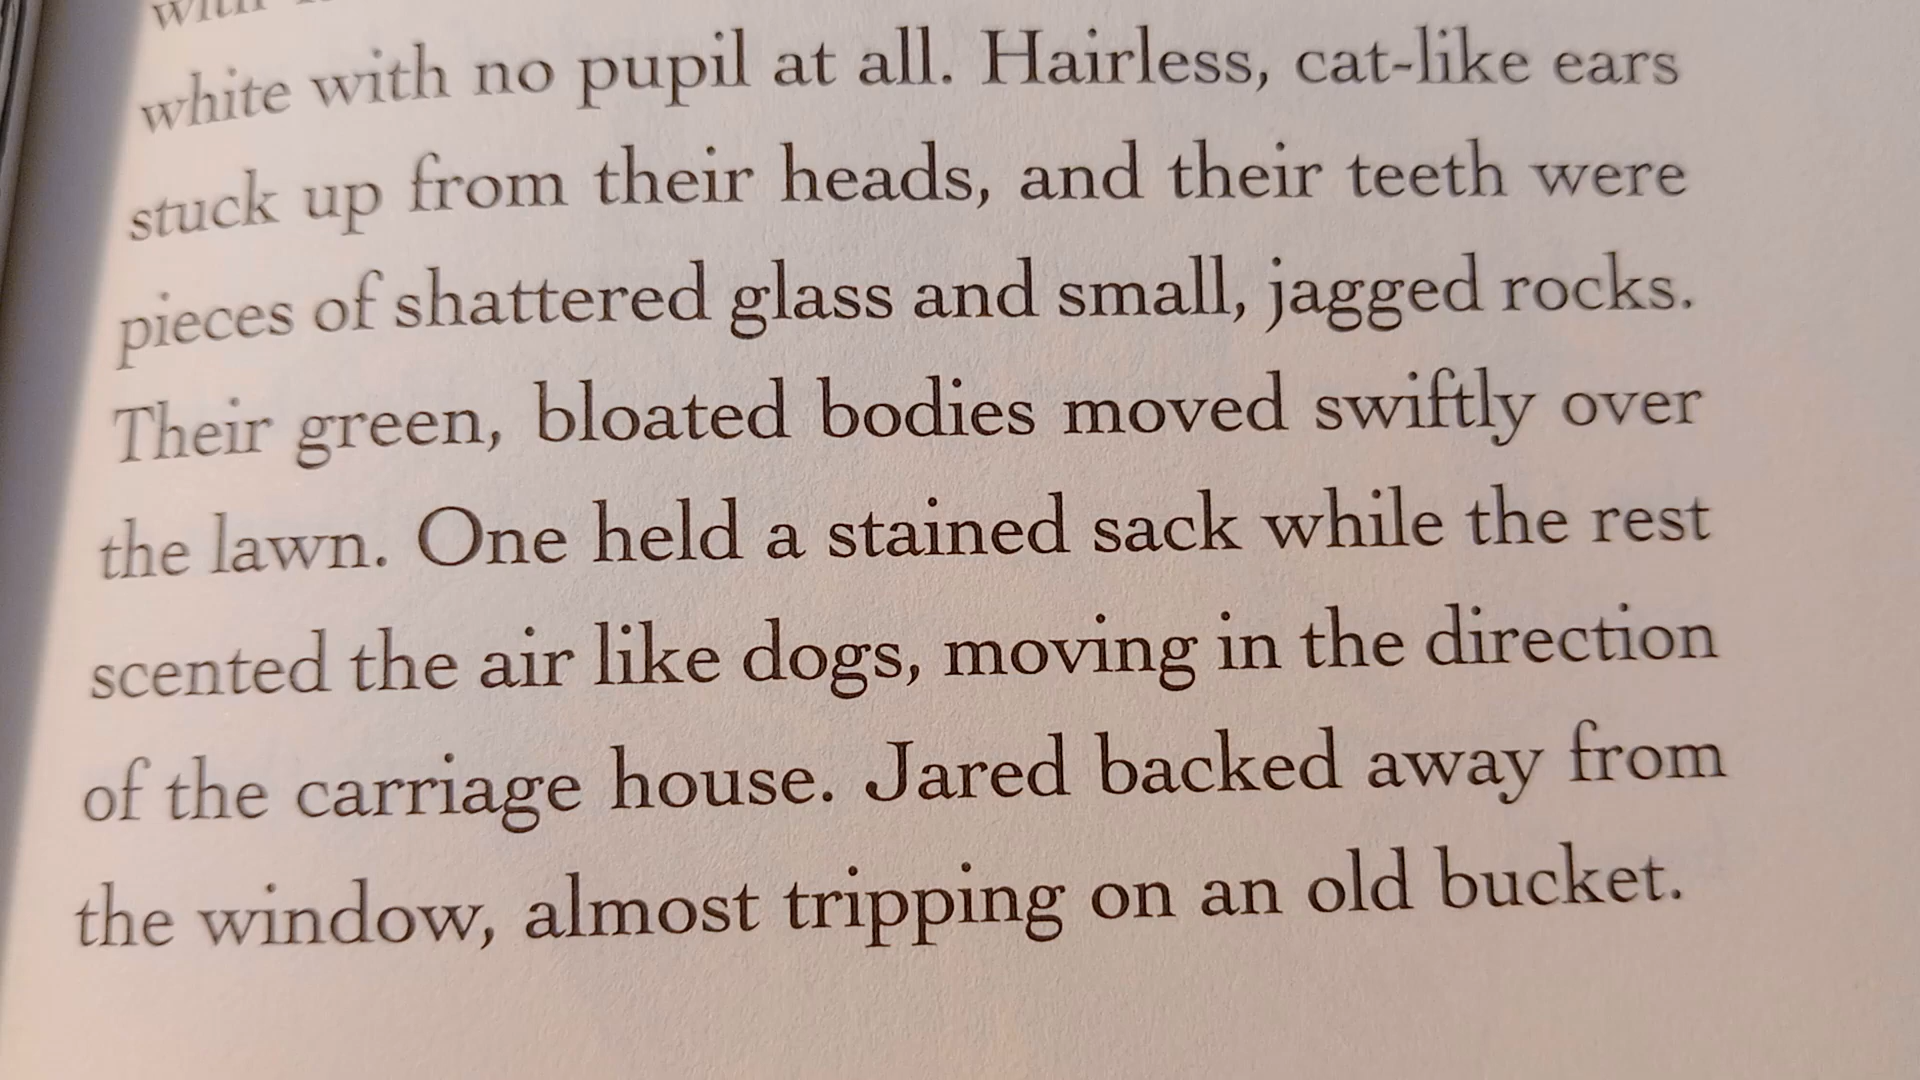 white with no pupil at all. Hairless, cat-like ears
stuck up from their heads, and their teeth were
pieces of shattered glass and small, jagged rocks.
Their green, bloated bodies moved swiftly over
the lawn. One held a stained sack while the rest
scented the air like dogs, moving in the direction
of the carriage house. Jared backed away from
the window, almost tripping on an old bucket.